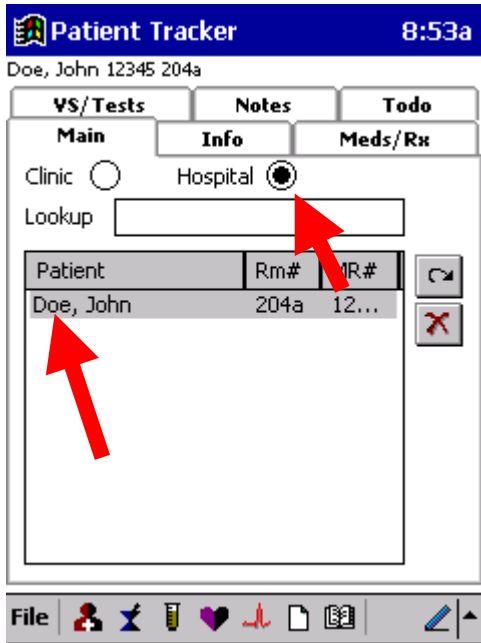 Patient Tracker 8:53a
Doe, John 12345 204a
VS/Tests Notes Todo
Main Info Meds/Rx
Clinic Hospital
Lookup
Patient Rm# MR#
Doe, John 204a 12...
File